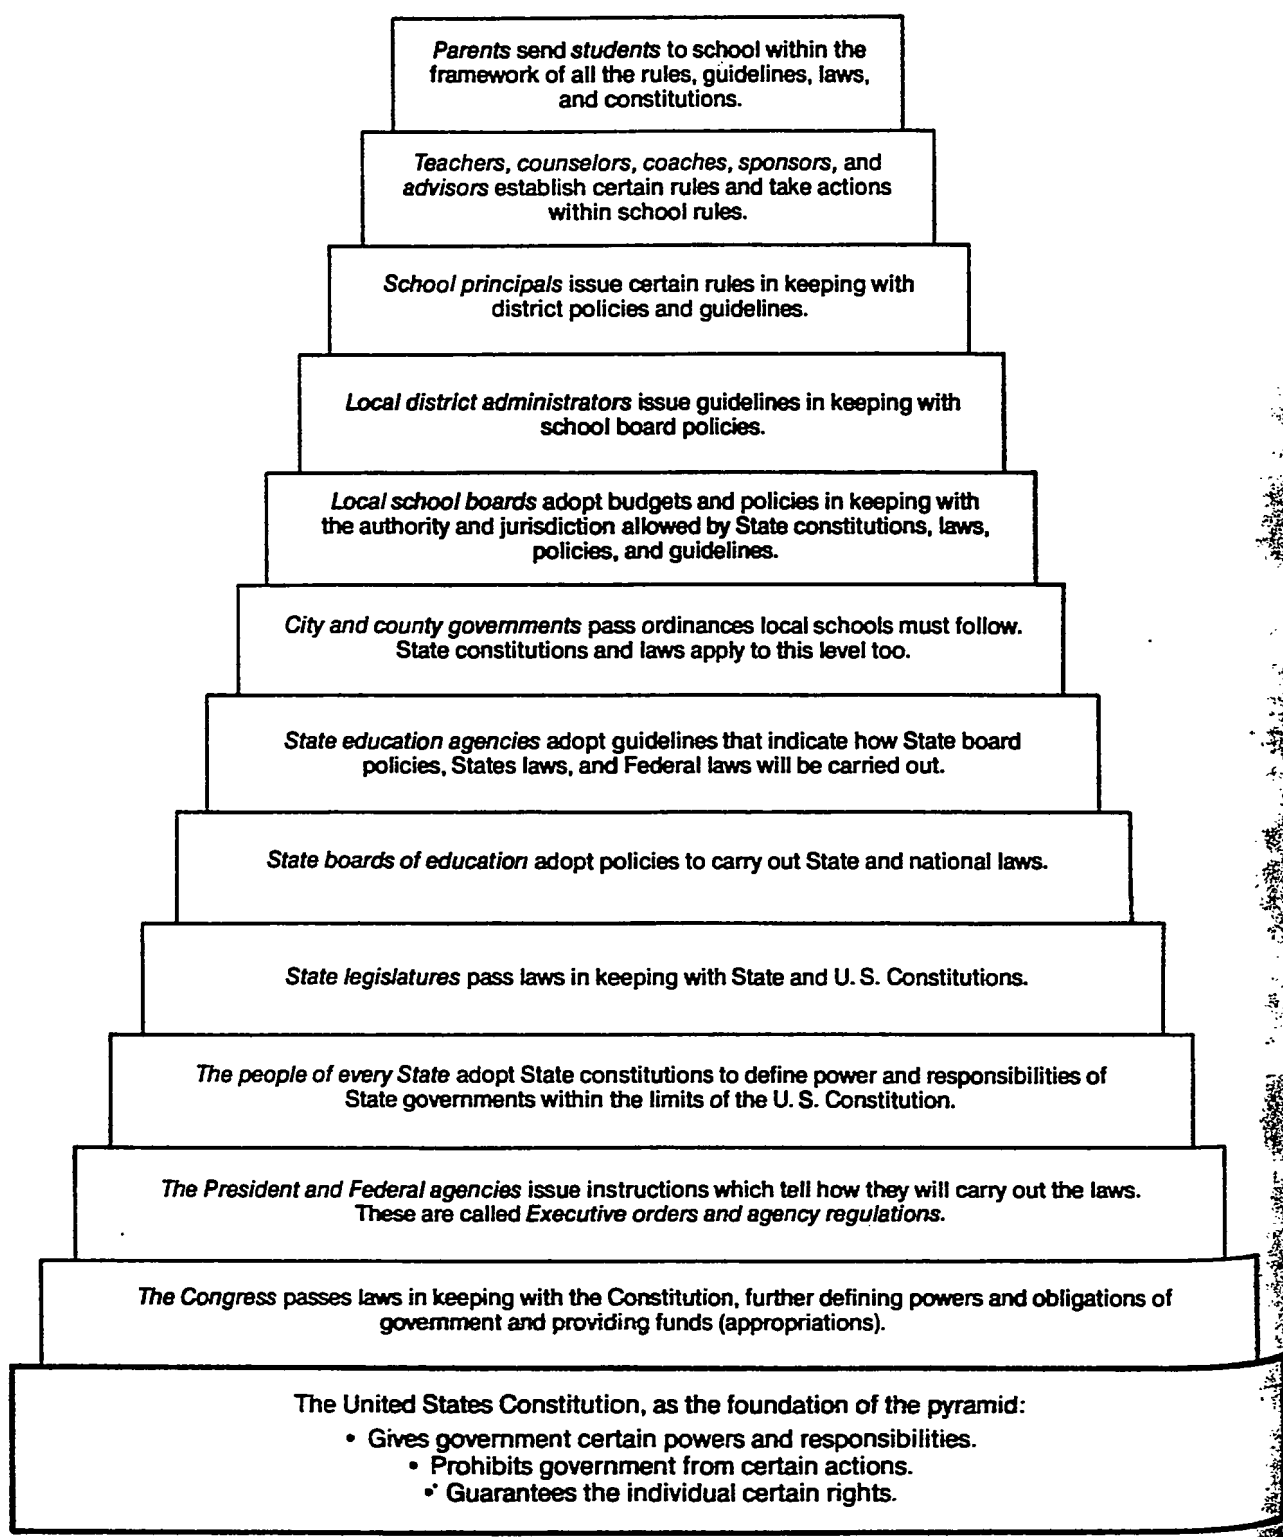 Parents send students to school within the
framework of all the rules, guidelines, laws,
and constitutions.
Teachers, counselors, coaches, sponsors, and
advisors establish certain rules and take actions
within school rules.
School principals issue certain rules in keeping with
district policies and guidelines.
Local district administrators issue guidelines in keeping with
school board policies.
Local school boards adopt budgets and policies in keeping with
the authority and jurisdiction allowed by State constitutions, laws,
policies, and guidelines.
City and county governments pass ordinances local schools must follow.
State constitutions and laws apply to this level too.
State education agencies adopt guidelines that indicate how State board
policies, States laws, and Federal laws will be carried out.
State boards of education adopt policies to carry out State and national laws.
State legislatures pass laws in keeping with State and U. S. Constitutions.
The people of every State adopt State constitutions to define power and responsibilities of
State governments within the limits of the U. S. Constitution.
The President and Federal agencies issue instructions which tell how they will carry out the laws.
These are called Executive orders and agency regulations.
The Congress passes laws in keeping with the Constitution, further defining powers and obligations of
government and providing funds (appropriations).
The United States Constitution, as the foundation of the pyramid:
• Gives government certain powers and responsibilities.
• Prohibits government from certain actions.
• Guarantees the individual certain rights.